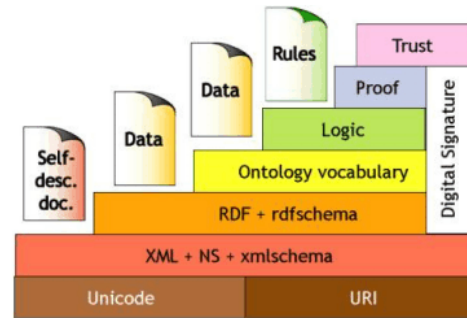 Trust
Rules
Proof
Data
Logic
Data
Self-
desc.
doc.
Ontology vocabulary
Digital Signature
RDF + rdfschema
XML + NS + xmlschema
Unicode
URI